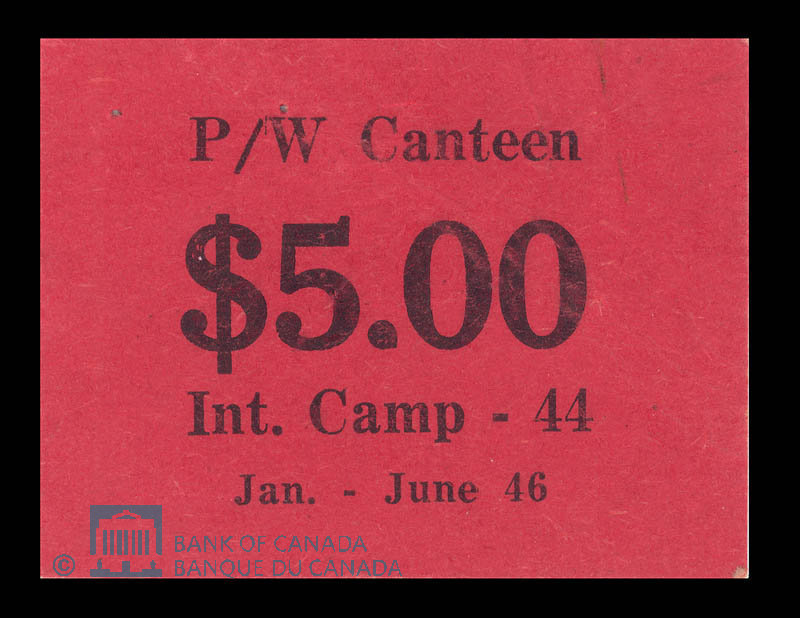 P/W Canteen
$5.00
Int. Camp - 44
Jan. - June 46
© BANK OF CANADA
BANQUE DU CANADA